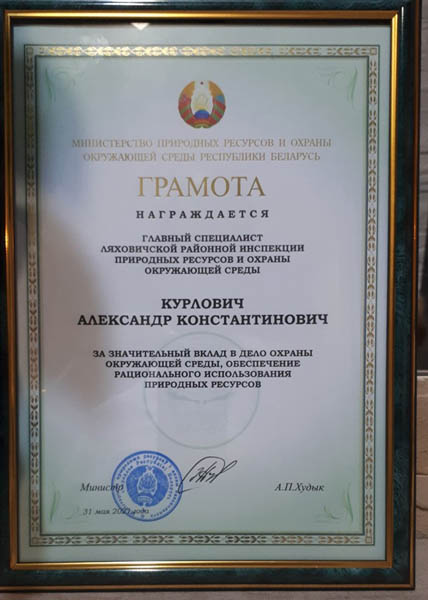 МИНИСТЕРСТВО ПРИРОДНЫХ РЕСУРСОВ И ОХРАНЫ
ОКРУЖАЮЩЕЙ СРЕДЫ РЕСПУБЛИКИ БЕЛАРУСЬ
ГРАМОТА
НАГРАЖДАЕТСЯ
ГЛАВНЫЙ СПЕЦИАЛИСТ
ЛЯХОВИЧСКОЙ РАЙОННОЙ ИНСПЕКЦИИ
ПРИРОДНЫХ РЕСУРСОВ И ОХРАНЫ
ОКРУЖАЮЩЕЙ СРЕДЫ
КУРЛОВИЧ
АЛЕКСАНДР КОНСТАНТИНОВИЧ
ЗА ЗНАЧИТЕЛЬНЫЙ ВКЛАД В ДЕЛО ОХРАНЫ
ОКРУЖАЮЩЕЙ СРЕДЫ, ОБЕСПЕЧЕНИЕ
РАЦИОНАЛЬНОГО ИСПОЛЬЗОВАНИЯ
ПРИРОДНЫХ РЕСУРСОВ
Министр А.П.Худык
31 мая года